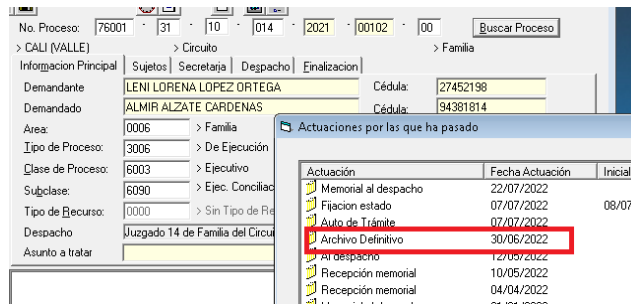 No. Proceso: 76001 - 31 - 10 - 014 - 2021 - 00102 - 00 Buscar Proceso
> CALI (VALLE) > Circuito > Familia
Informacion Principal Sujetos Secretaria Despacho Finalizacion
Demandante LENI LORENA LOPEZ ORTEGA Cédula: 27452198
Demandado ALMIR ALZATE CARDENAS Cédula: 94381814
Area: 0006 > Familia
Tipo de Proceso: 3006 > De Ejecución
Clase de Proceso: 6003 > Ejecutivo
Subclase: 6090 > Ejec. Conciliac
Tipo de Recurso: 0000 > Sin Tipo de Re
Despacho Juzgado 14 de Familia del Circui
Asunto a tratar
Actuaciones por las que ha pasado
Actuación Fecha Actuación Inicial
Memorial al despacho 22/07/2022
Fijacion estado 07/07/2022 08/07
Auto de Trámite 07/07/2022
Archivo Definitivo 30/06/2022
Al despacho 12/05/2022
Recepción memorial 10/05/2022
Recepción memorial 04/04/2022